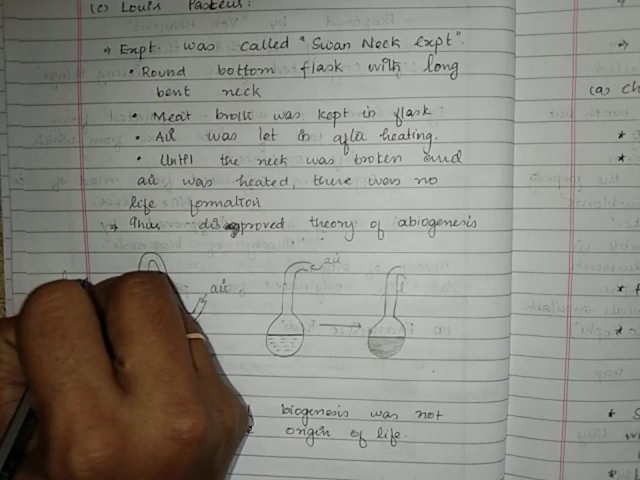 (c) Louis Pasteur:
→ Expt was called "Swan Neck expt".
• Round bottom flask with long
bent neck
• Meat broth was kept in flask
• Air was let in after heating.
• Until the neck was broken and
air was heated, there was no
life formation
→ Thus disproved theory of abiogenesis
air
air
biogenesis was not
origin of life.
(a) Ch